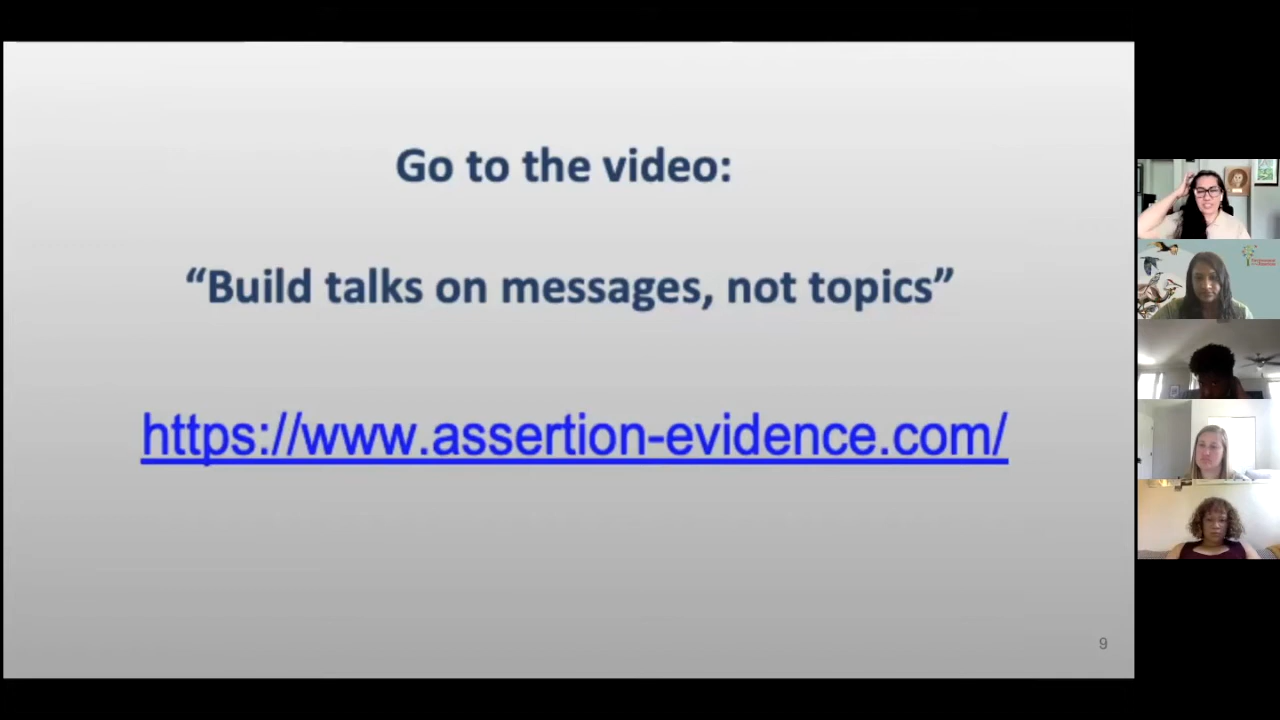 Go to the video:
“Build talks on messages, not topics”
https://www.assertion-evidence.com/
9